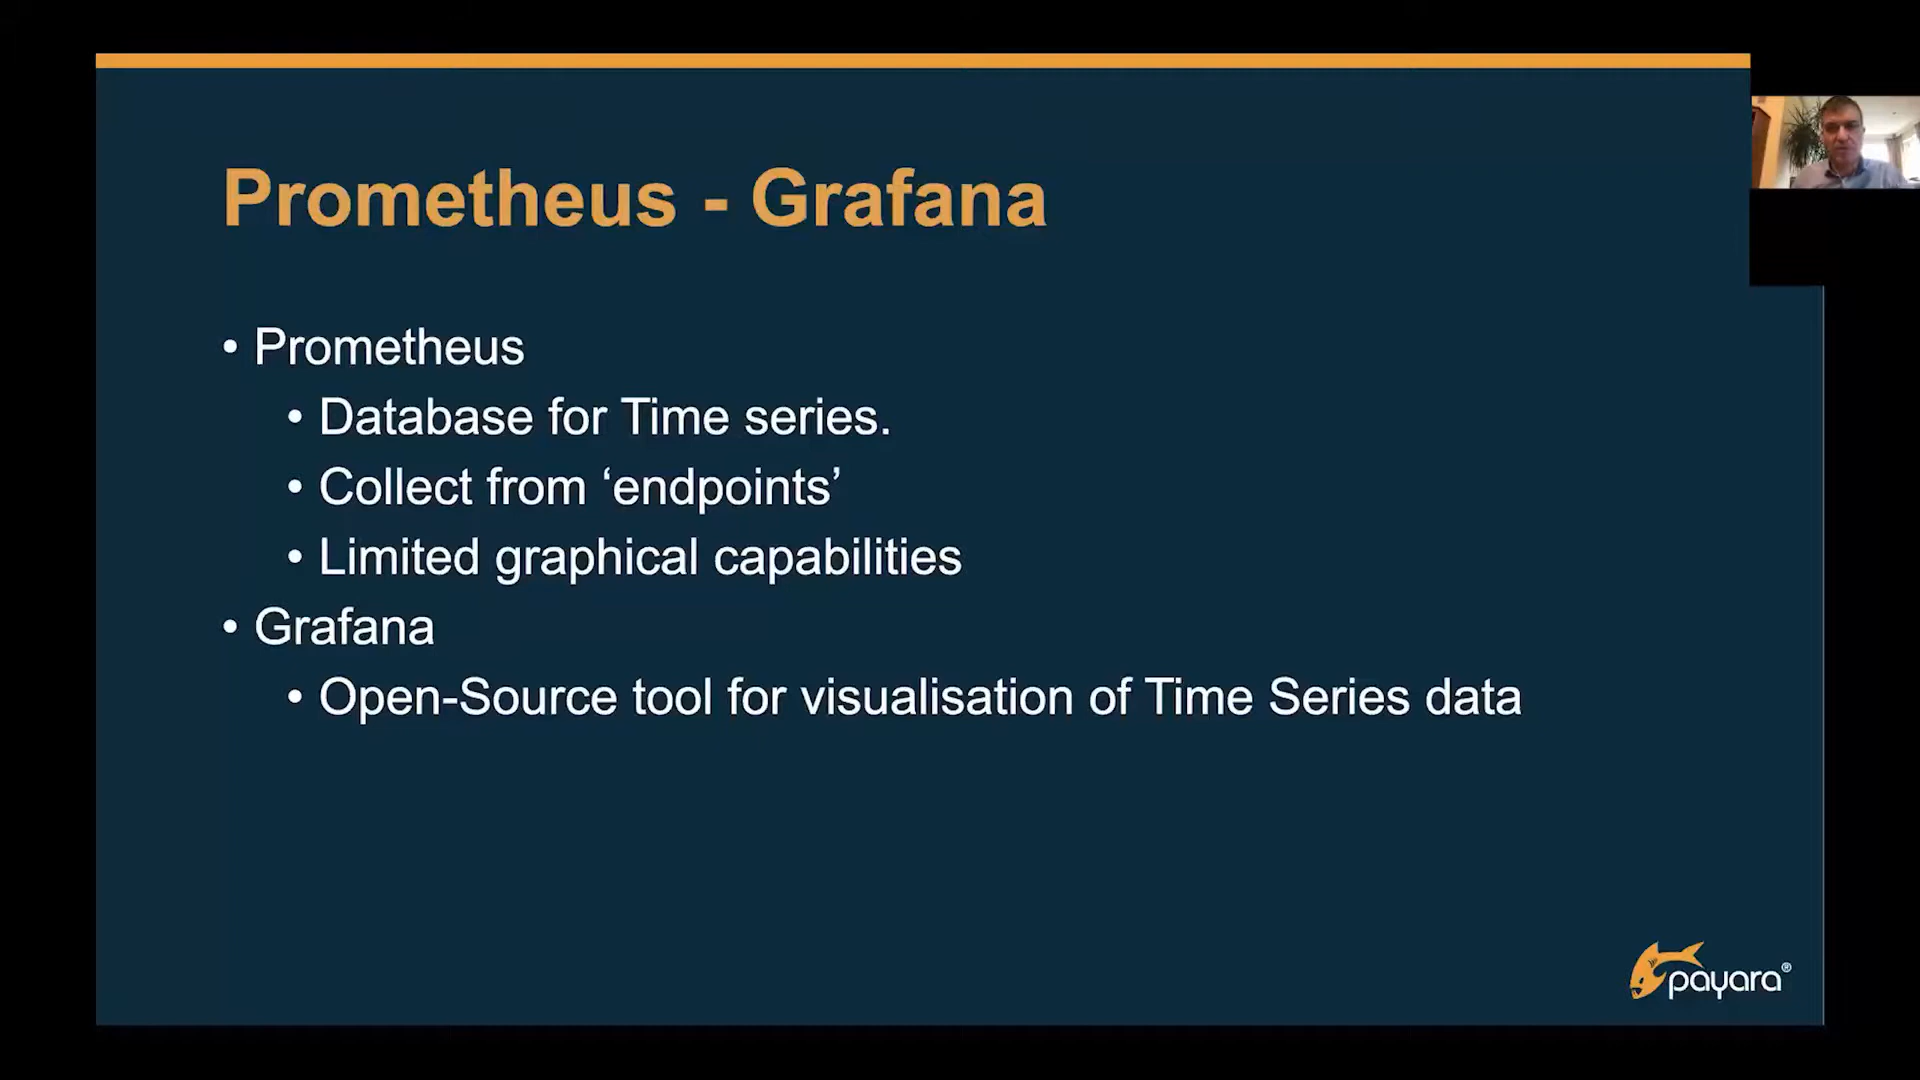 Prometheus - Grafana
• Prometheus
• Database for Time series.
• Collect from ‘endpoints’
• Limited graphical capabilities
• Grafana
• Open-Source tool for visualisation of Time Series data
payara®